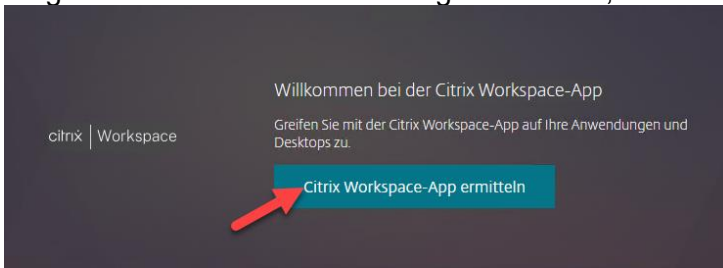 Willkommen bei der Citrix Workspace-App
citrix | Workspace
Greifen Sie mit der Citrix Workspace-App auf Ihre Anwendungen und
Desktops zu.
Citrix Workspace-App ermitteln